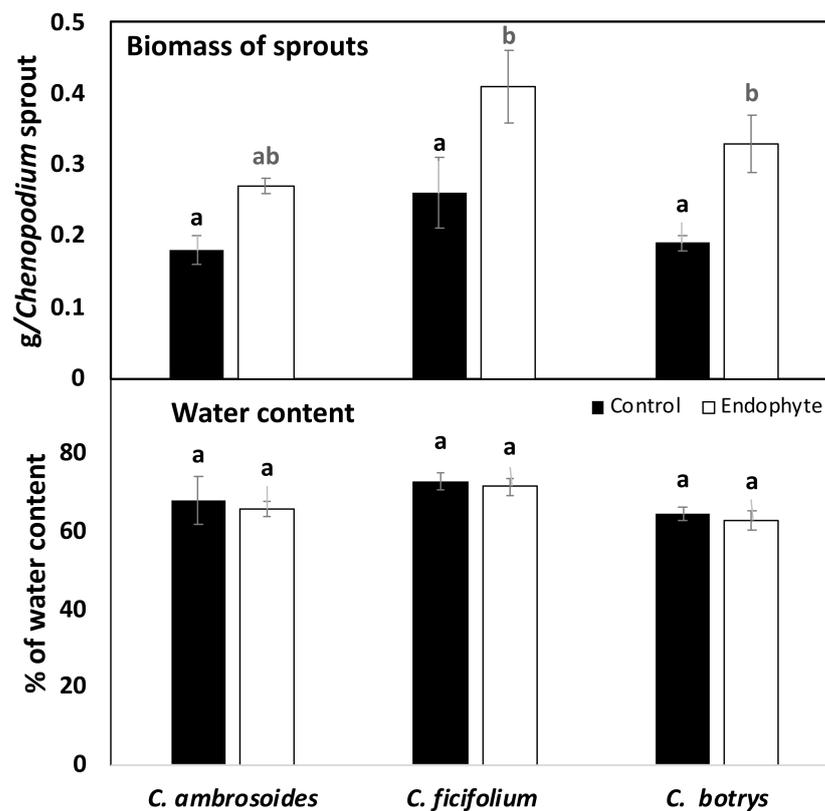 Biomass of sprouts
g/Chenopodium sprout
0.5
0.4
0.3
0.2
0.1
0
a
ab
a
b
a
b
Water content
Control
Endophyte
% of water content
80
60
40
20
0
a
a
a
a
a
a
C. ambrosoides
C. ficifolium
C. botrys